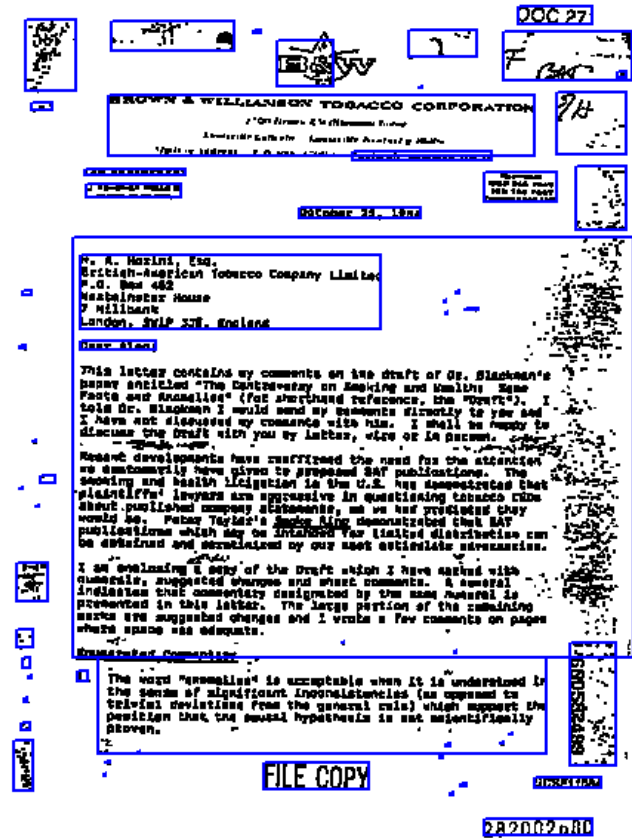 DOC 27
BAT
BROWN & WILLIAMSON TOBACCO CORPORATION
October 25, 1984
British-American Tobacco Company Limited
P.O. Box 482
Westminster House
7 Millbank
London, England
Dear Alan:
This letter contains my comments on the draft of Dr. Blackman's
paper entitled "The Controversy on Smoking and Health: Some
Facts and Anomalies" (for shorthand reference, the "Draft"). I
told Dr. Blackman I would send my comments directly to you and
I have not discussed my comments with him. I shall be happy to
discuss the Draft with you by letter, wire or in person.
Recent developments have reaffirmed the need for the attention
we customarily have given to proposed BAT publications. The
smoking and health litigation in the U.S. has demonstrated that
plaintiffs' lawyers are aggressive in questioning tobacco CEOs
about published company statements, as we had predicted they
would be. Peter Taylor's Smoke Ring demonstrated that BAT
publications which may be intended for limited distribution can
be obtained and scrutinized by our most articulate adversaries.
I am enclosing a copy of the Draft which I have marked with
numerals, suggested changes and short comments. A numeral
indicates that commentary designated by the same numeral is
presented in this letter. The large portion of the remaining
marks are suggested changes and I wrote a few comments on pages
where space was adequate.
Enumerated Commentary
The word "anomalies" is acceptable when it is understood in
the sense of significant inconsistencies (as opposed to
trivial deviations from the general rule) which support the
position that the causal hypothesis is not scientifically
proven.
680582489
FILE COPY